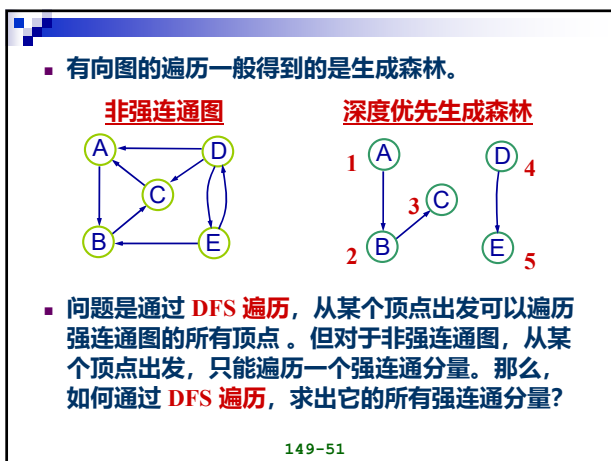 有向图的遍历一般得到的是生成森林。
非强连通图
深度优先生成森林
A
D
C
B
E
1
A
D
4
3
C
2
B
E
5
问题是通过 DFS 遍历，从某个顶点出发可以遍历
强连通图的所有顶点 。但对于非强连通图，从某
个顶点出发，只能遍历一个强连通分量。那么，
如何通过 DFS 遍历，求出它的所有强连通分量？
149-51